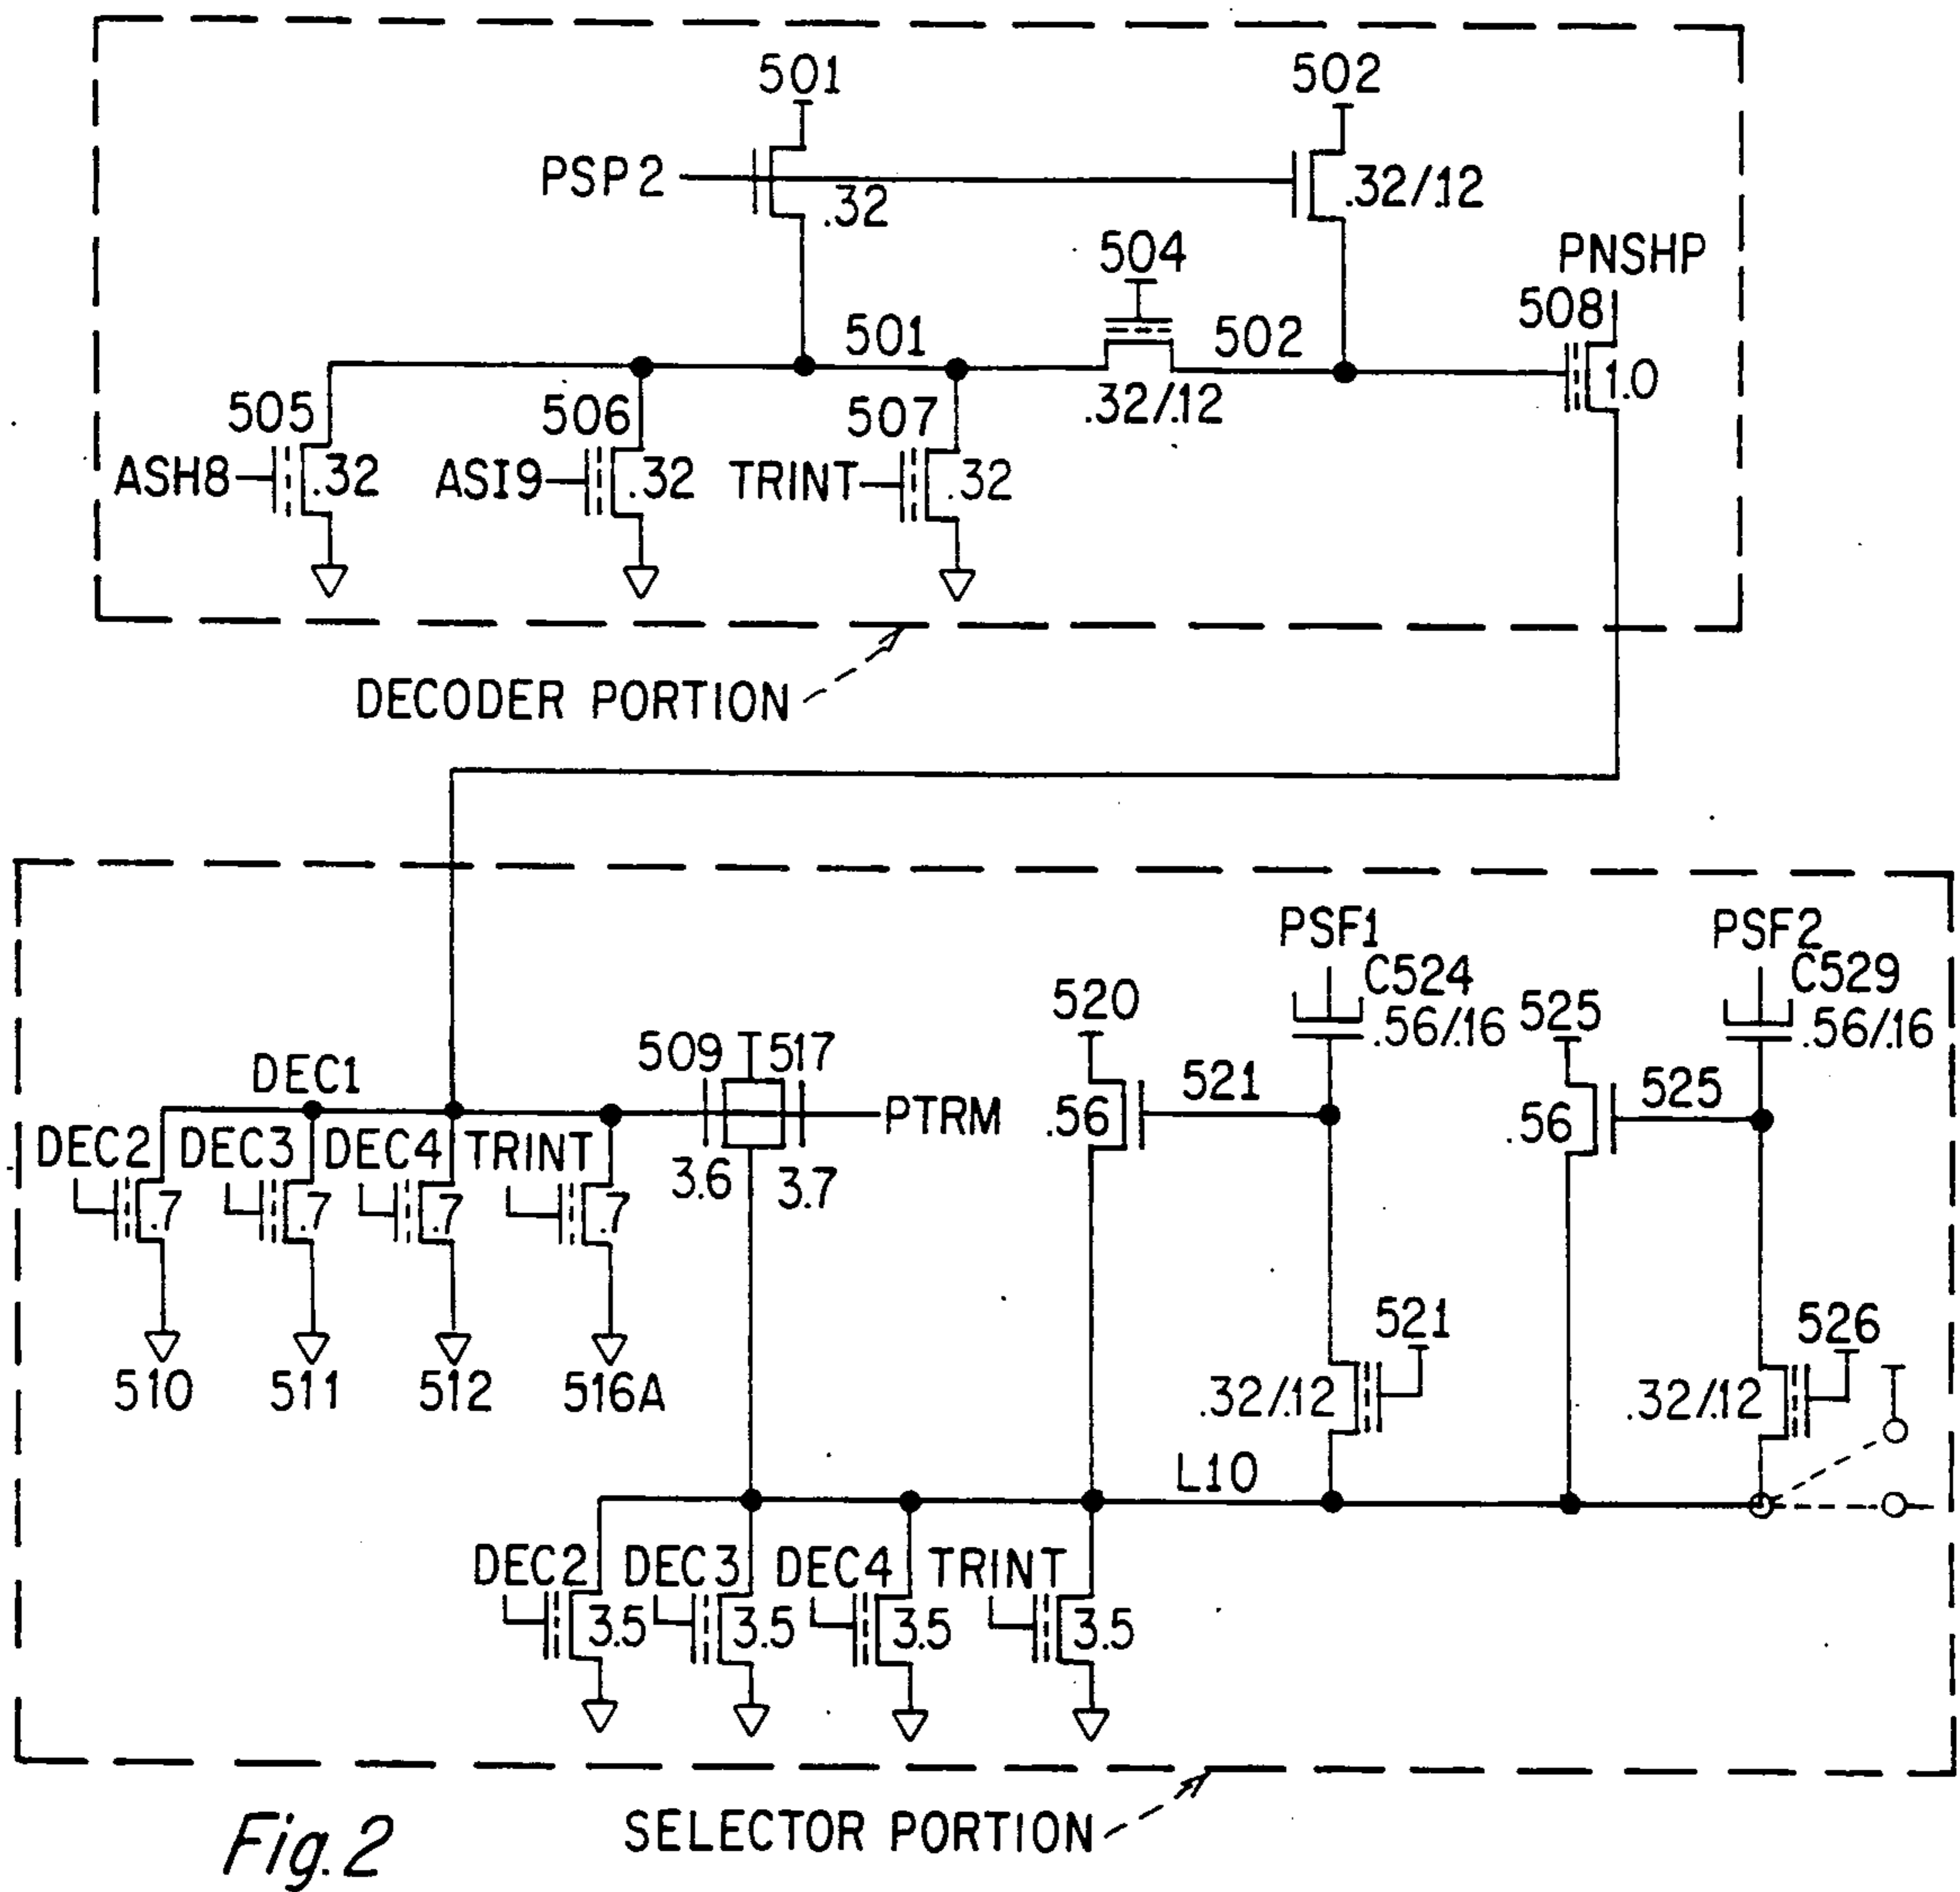 501
502
PSP2
.32
.32/.12
504
PNSHP
508
501
502
1.0
.32/.12
505
506
507
ASH8
.32
ASI9
.32
TRINT
.32
DECODER PORTION
PSF1
PSF2
C524
C529
520
.56/.16
525
.56/.16
509
517
DEC1
521
525
PTRM
.56
.56
DEC2
DEC3
DEC4
TRINT
3.6
3.7
.7
.7
.7
.7
521
526
510
511
512
516A
.32/.12
.32/.12
L10
DEC2
DEC3
DEC4
TRINT
3.5
3.5
3.5
3.5
SELECTOR PORTION
Fig. 2